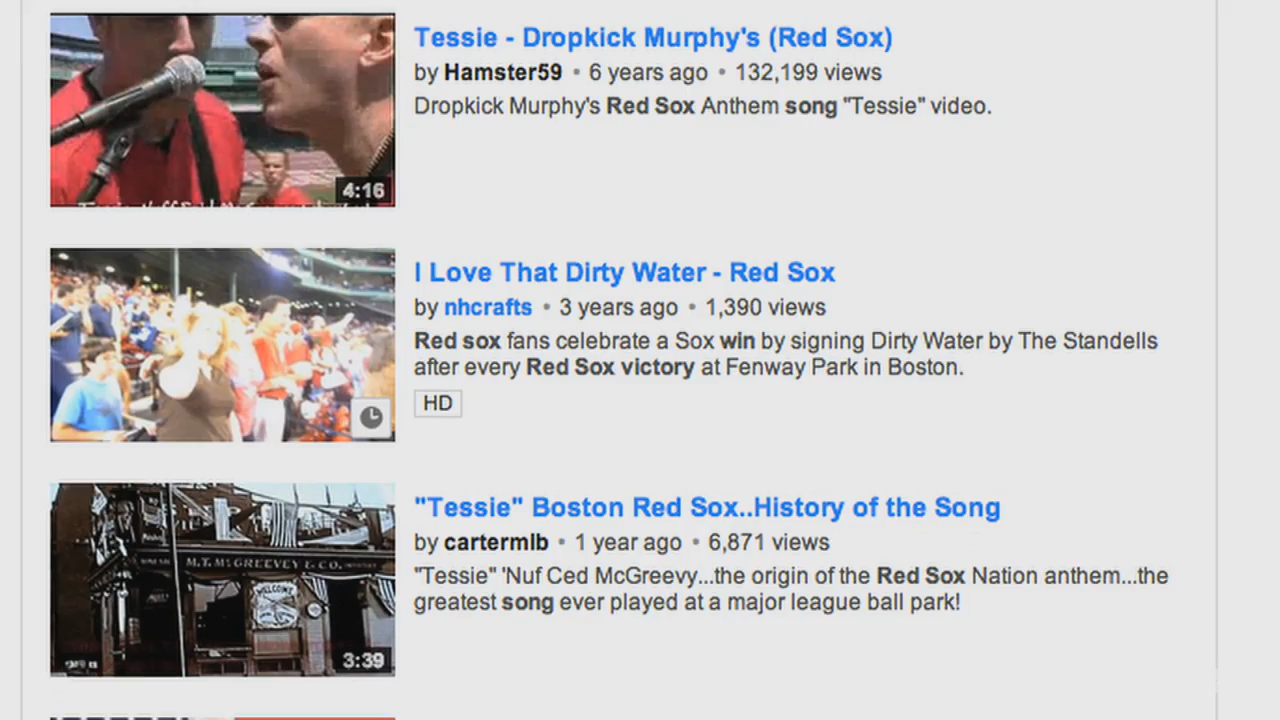 Tessie - Dropkick Murphy's (Red Sox)
by Hamster59 • 6 years ago • 132,199 views
Dropkick Murphy's Red Sox Anthem song "Tessie" video.
4:16
I Love That Dirty Water - Red Sox
by nhcrafts • 3 years ago • 1,390 views
Red sox fans celebrate a Sox win by signing Dirty Water by The Standells
after every Red Sox victory at Fenway Park in Boston.
HD
"Tessie" Boston Red Sox..History of the Song
by cartermlb • 1 year ago • 6,871 views
"Tessie" 'Nuf Ced McGreevy...the origin of the Red Sox Nation anthem...the
greatest song ever played at a major league ball park!
M.T. McGREEVEY & CO.
WELCOME
3:39